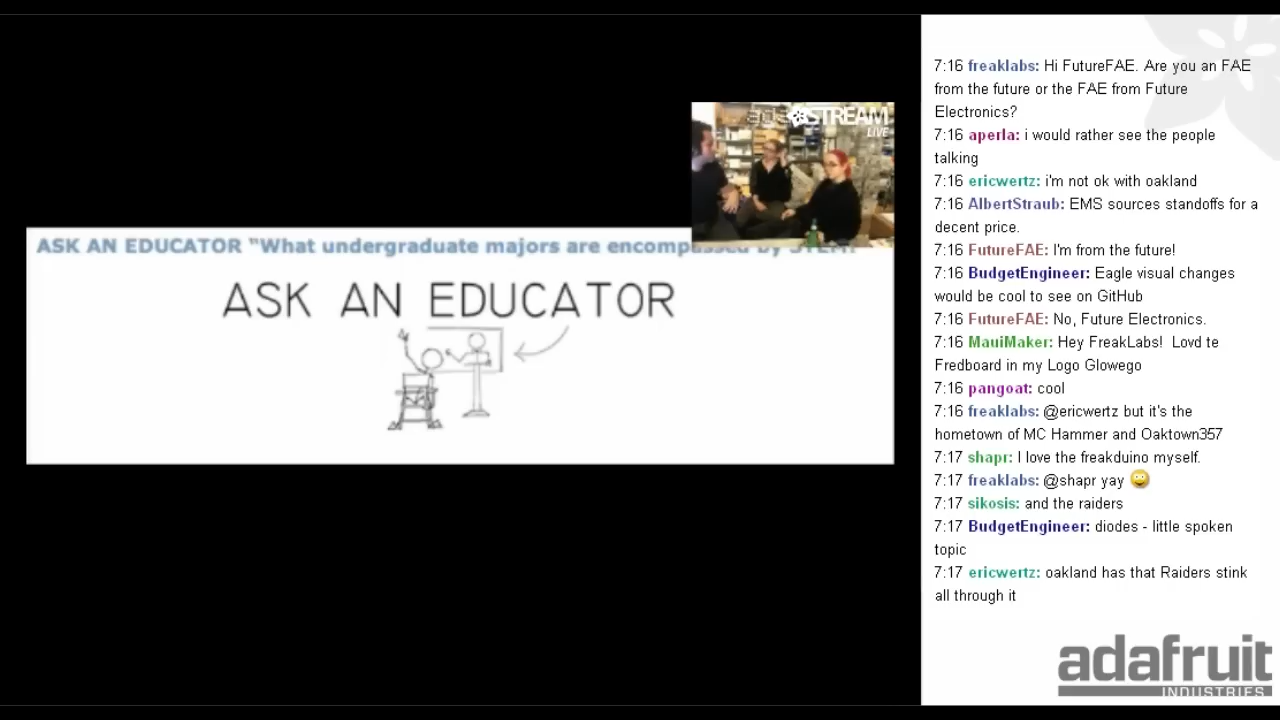 STREAM
LIVE
ASK AN EDUCATOR "What undergraduate majors are encompassed by STEM?
ASK AN EDUCATOR
7:16 freaklabs: Hi FutureFAE. Are you an FAE
from the future or the FAE from Future
Electronics?
7:16 aperla: i would rather see the people
talking
7:16 ericwertz: i'm not ok with oakland
7:16 AlbertStraub: EMS sources standoffs for a
decent price.
7:16 FutureFAE: I'm from the future!
7:16 BudgetEngineer: Eagle visual changes
would be cool to see on GitHub
7:16 FutureFAE: No, Future Electronics.
7:16 MauiMaker: Hey FreakLabs! Lovd te
Fredboard in my Logo Glowego
7:16 pangoat: cool
7:16 freaklabs: @ericwertz but it's the
hometown of MC Hammer and Oaktown357
7:17 shapr: I love the freakduino myself.
7:17 freaklabs: @shapr yay
7:17 sikosis: and the raiders
7:17 BudgetEngineer: diodes - little spoken
topic
7:17 ericwertz: oakland has that Raiders stink
all through it
adafruit
INDUSTRIES